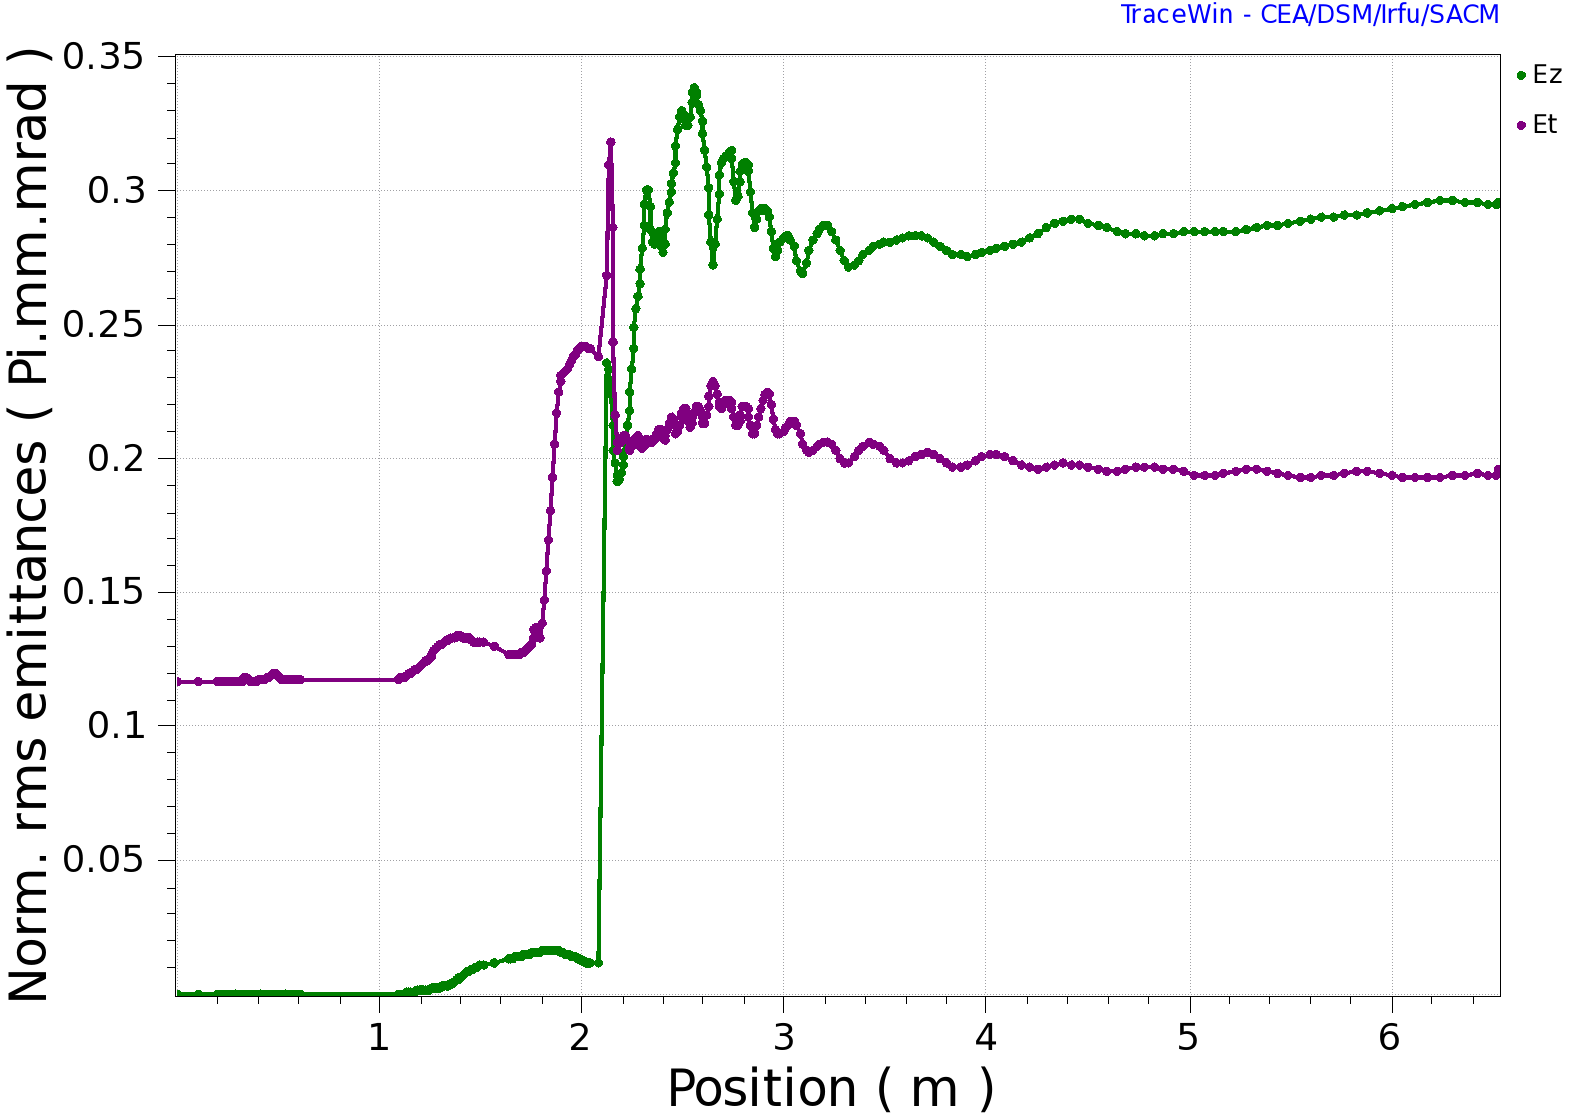 TraceWin - CEA/DSM/Irfu/SACM
Ez
Et
Norm. rms emittances ( Pi.mm.mrad )
0.35
0.3
0.25
0.2
0.15
0.1
0.05
1 2 3 4 5 6
Position ( m )